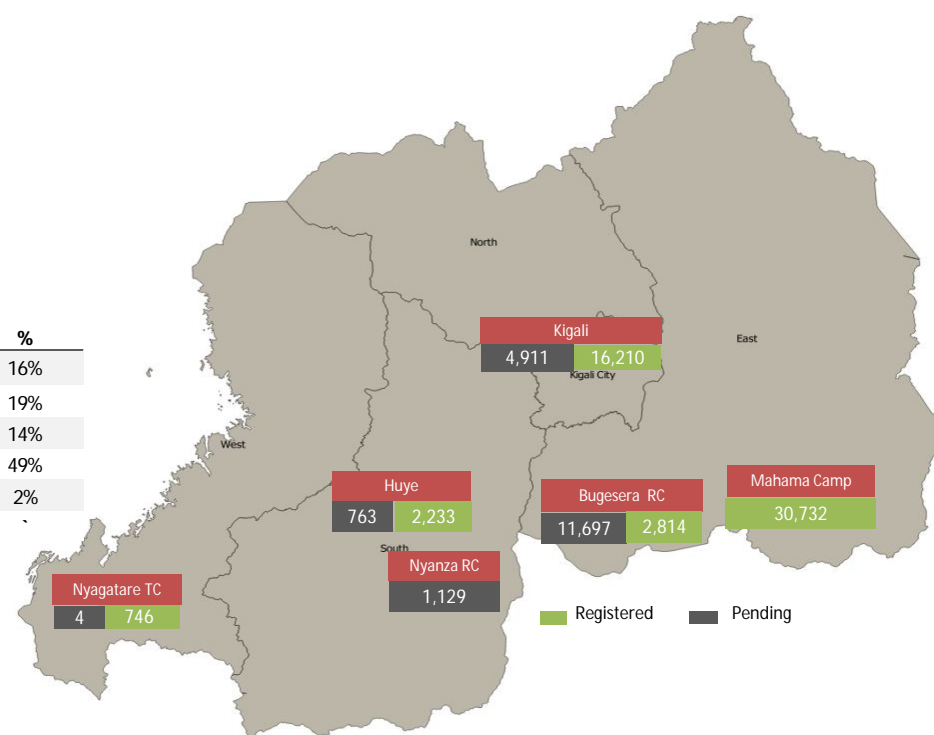 North
Kigali
4,911 16,210
Kigali City
East
%
16%
19%
14%
49%
2%
West
Huye
763 2,233
South
Bugesera RC
11,697 2,814
Mahama Camp
30,732
Nyanza RC
1,129
Nyagatare TC
4 746
Registered Pending